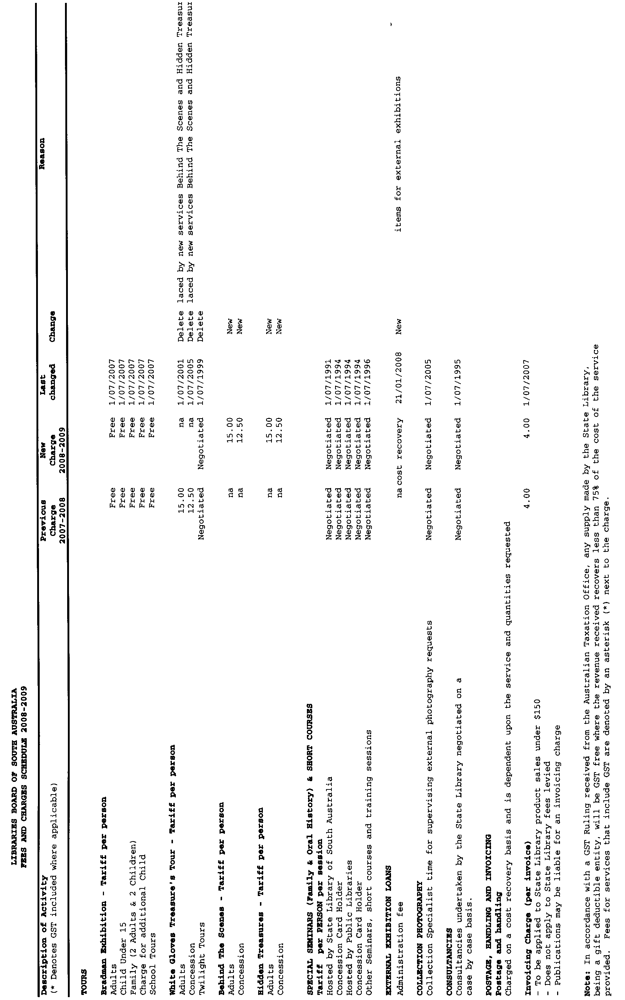 LIBRARIES BOARD OF SOUTH AUSTRALIA
FEES AND CHARGES SCHEDULE 2008-2009
Description of Activity Previous New Last Change Reason
(* Denotes GST included where applicable) Charge Charge changed
2007-2008 2008-2009
TOURS
Bradman Exhibition - Tariff per person
Adults Free Free 1/07/2007
Child Under 15 Free Free 1/07/2007
Family (2 Adults & 2 Children) Free Free 1/07/2007
Charge for additional Child Free Free 1/07/2007
School Tours Free Free 1/07/2007
White Gloves Treasure's Tour - Tariff per person
Adults 15.00 na 1/07/2001 Delete laced by new services Behind The Scenes and Hidden Treasur
Concession 12.50 na 1/07/2005 Delete laced by new services Behind The Scenes and Hidden Treasur
Twilight Tours Negotiated Negotiated 1/07/1999 Delete
Behind The Scenes - Tariff per person
Adults na 15.00 New
Concession na 12.50 New
Hidden Treasures - Tariff per person
Adults na 15.00 New
Concession na 12.50 New
SPECIAL SEMINARS (Family & Oral History) & SHORT COURSES
Tariff per PERSON per session
Hosted by State Library of South Australia Negotiated Negotiated 1/07/1991
Concession Card Holder Negotiated Negotiated 1/07/1994
Hosted by Public Libraries Negotiated Negotiated 1/07/1994
Concession Card Holder Negotiated Negotiated 1/07/1994
Other Seminars, short courses and training sessions Negotiated Negotiated 1/07/1996
EXTERNAL EXHIBITION LOANS
Administration fee na cost recovery 21/01/2008 New items for external exhibitions
COLLECTION PHOTOGRAPHY
Collection Specialist time for supervising external photography requests Negotiated Negotiated 1/07/2005
CONSULTANCIES
Consultancies undertaken by the State Library negotiated on a Negotiated Negotiated 1/07/1995
case by case basis.
POSTAGE, HANDLING AND INVOICING
Postage and handling
Charged on a cost recovery basis and is dependent upon the service and quantities requested
Invoicing Charge (per invoice) 4.00 4.00 1/07/2007
- To be applied to State Library product sales under $150
- Does not apply to State Library fees levied
- Publications may be liable for an invoicing charge
Note: In accordance with a GST Ruling received from the Australian Taxation Office, any supply made by the State Library,
being a gift deductible entity, will be GST free where the revenue received recovers less than 75% of the cost of the service
provided. Fees for services that include GST are denoted by an asterisk (*) next to the charge.